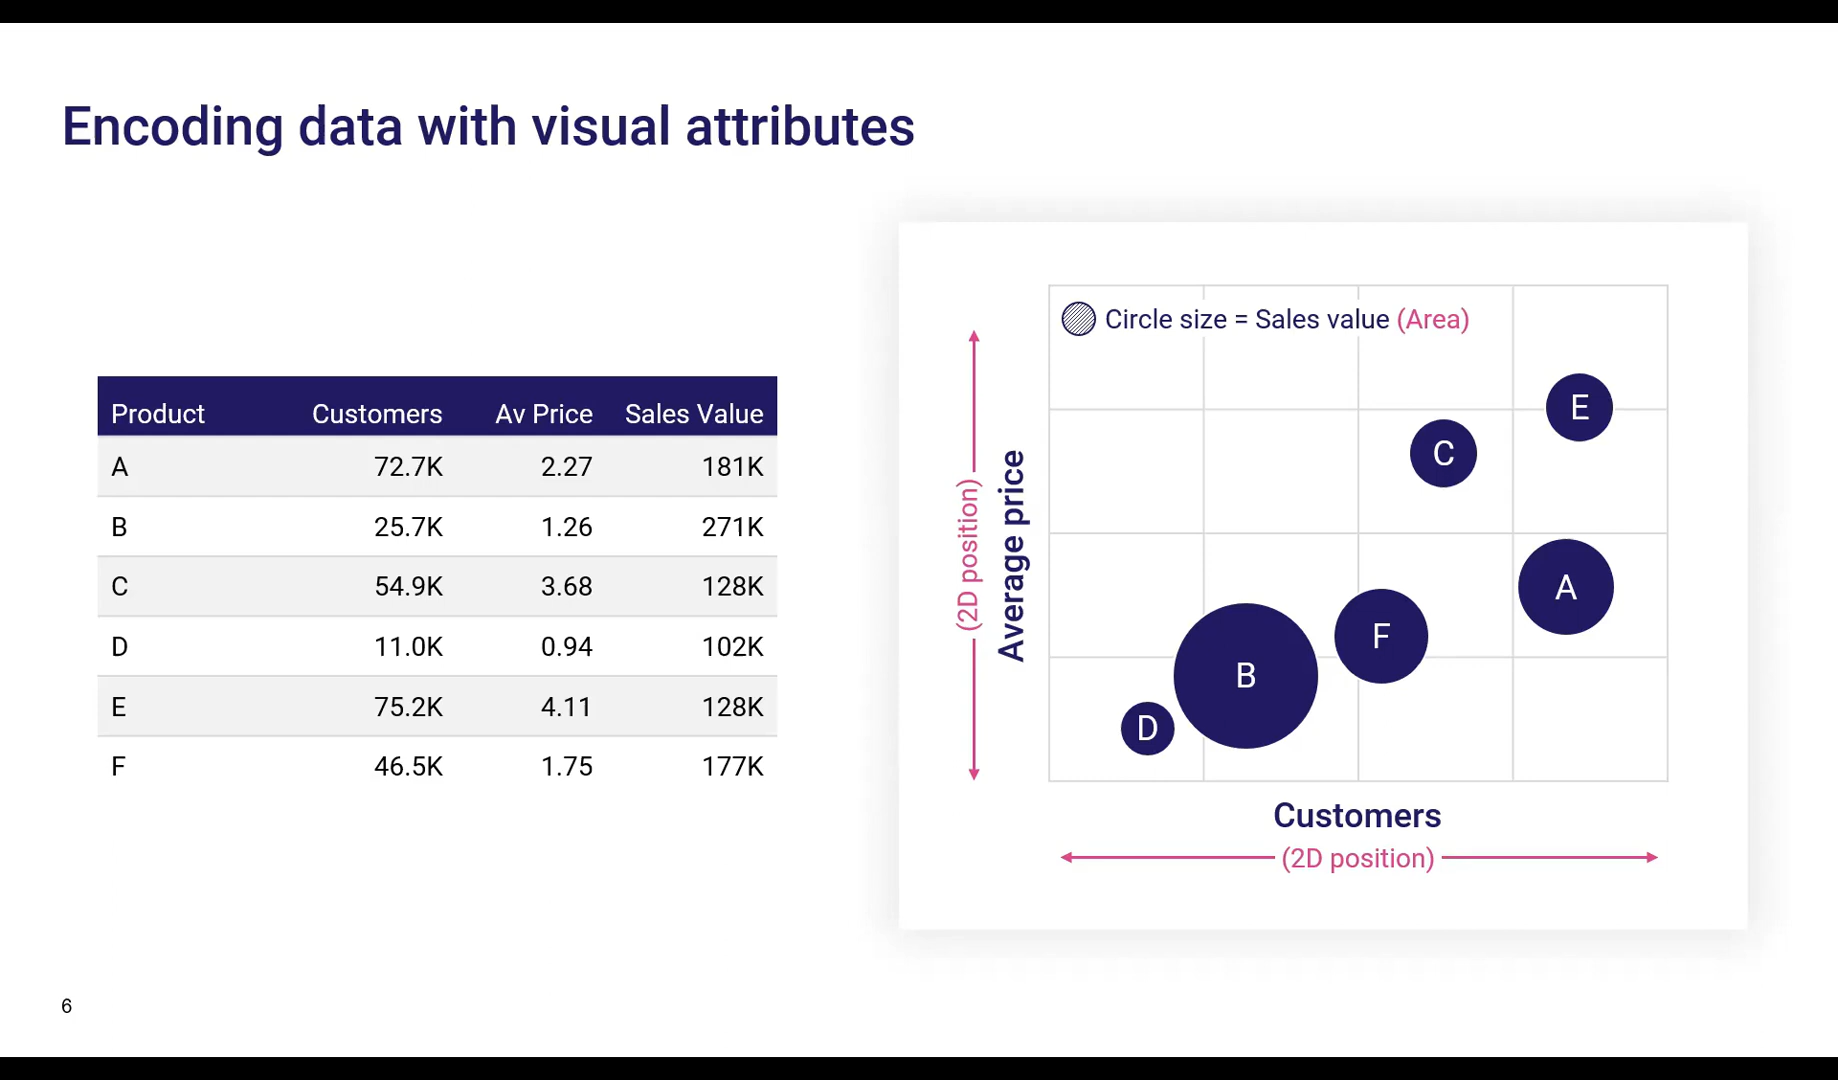 Encoding data with visual attributes
Product Customers Av Price Sales Value
A 72.7K 2.27 181K
B 25.7K 1.26 271K
C 54.9K 3.68 128K
D 11.0K 0.94 102K
E 75.2K 4.11 128K
F 46.5K 1.75 177K
Circle size = Sales value (Area)
(2D position)
Average price
E
C
A
F
B
D
Customers
(2D position)
6